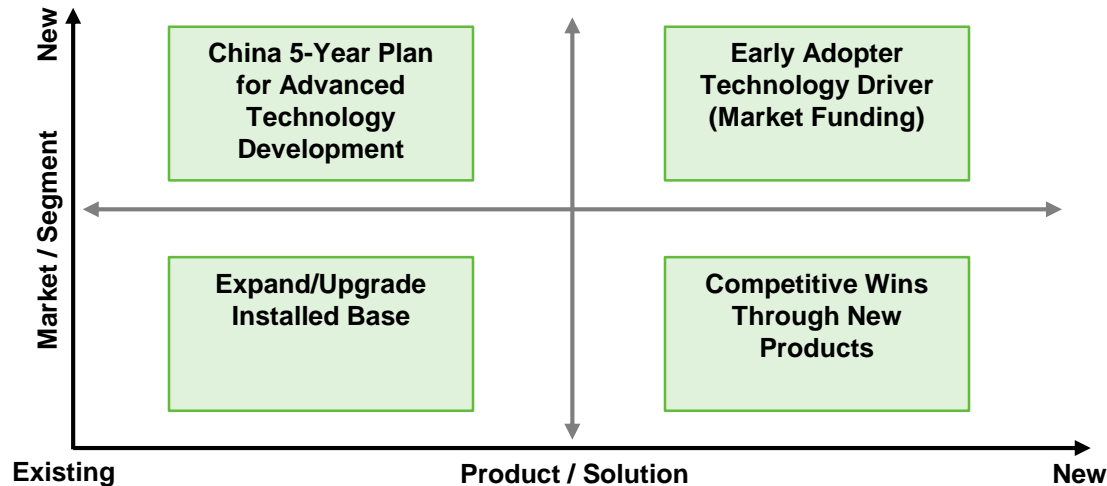 New
Market / Segment
China 5-Year Plan
for Advanced
Technology
Development
Early Adopter
Technology Driver
(Market Funding)
Expand/Upgrade
Installed Base
Competitive Wins
Through New
Products
Existing
Product / Solution
New